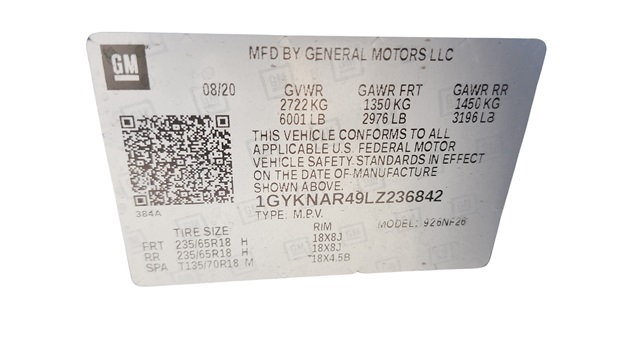 GM
MFD BY GENERAL MOTORS LLC
08/20 GVWR GAWR FRT GAWR RR
2722 KG 1350 KG 1450 KG
6001 LB 2976 LB 3196 LB
THIS VEHICLE CONFORMS TO ALL
APPLICABLE U.S. FEDERAL MOTOR
VEHICLE SAFETY STANDARDS IN EFFECT
ON THE DATE OF MANUFACTURE
SHOWN ABOVE.
384A
1GYKNAR49LZ236842
TYPE: M.P.V. MODEL: 926NF26
TIRE SIZE RIM
FRT 235/65R18 H 18X8J
RR 235/65R18 H 18X8J
SPA T135/70R18 M 18X4.5B